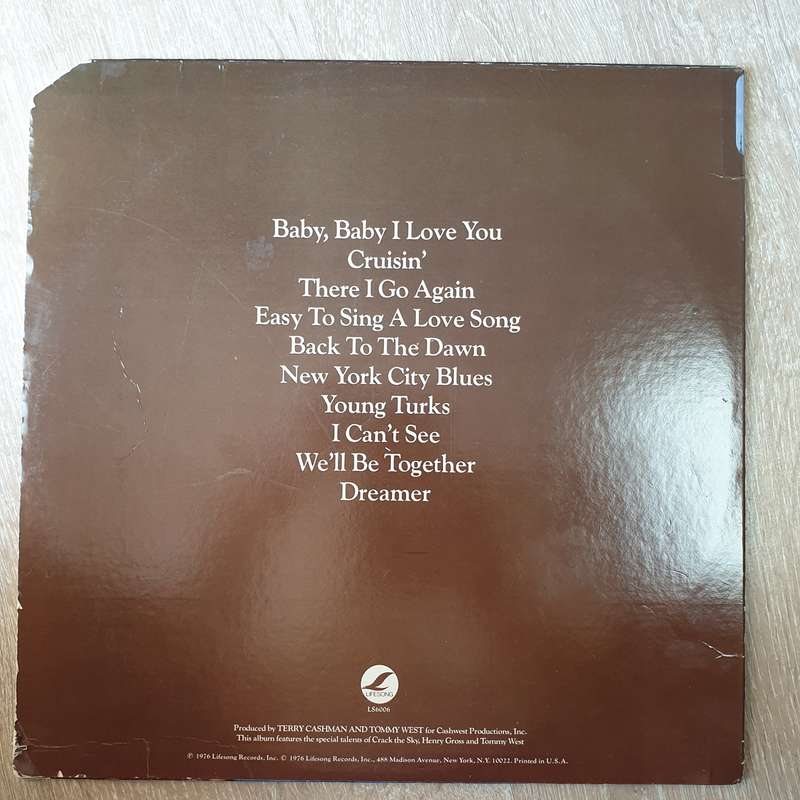 Baby, Baby I Love You
Cruisin'
There I Go Again
Easy To Sing A Love Song
Back To The Dawn
New York City Blues
Young Turks
I Can't See
We'll Be Together
Dreamer
LIFESONG
LS6006
Produced by TERRY CASHMAN AND TOMMY WEST for Cashwest Productions, Inc.
This album features the special talents of Crack the Sky, Henry Gross and Tommy West
℗ 1976 Lifesong Records, Inc. © 1976 Lifesong Records, Inc., 488 Madison Avenue, New York, N.Y. 10022. Printed in U.S.A.